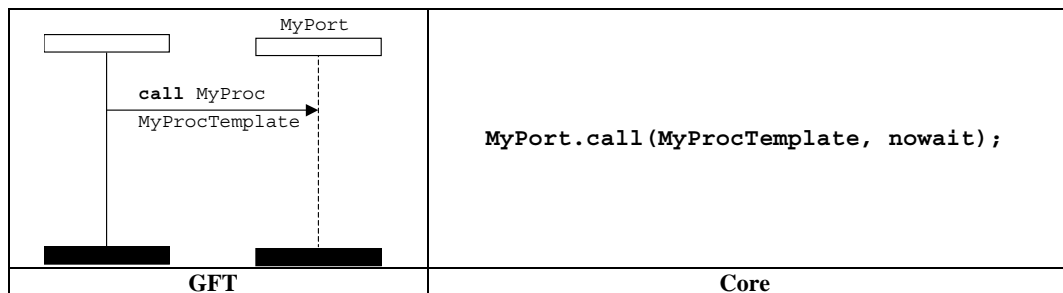 MyPort
call MyProc
MyProcTemplate
MyPort.call(MyProcTemplate, nowait);
GFT
Core